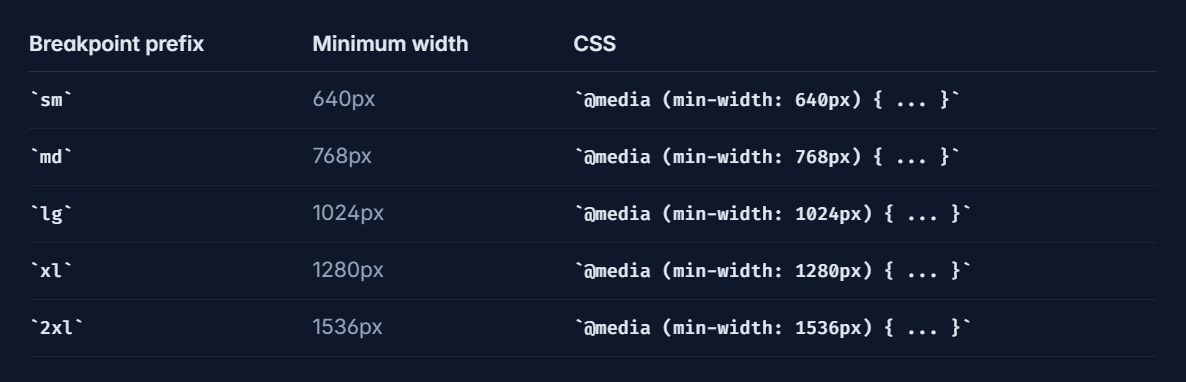 Breakpoint prefix Minimum width CSS
`sm` 640px `@media (min-width: 640px) { ... }`
`md` 768px `@media (min-width: 768px) { ... }`
`lg` 1024px `@media (min-width: 1024px) { ... }`
`xl` 1280px `@media (min-width: 1280px) { ... }`
`2xl` 1536px `@media (min-width: 1536px) { ... }`